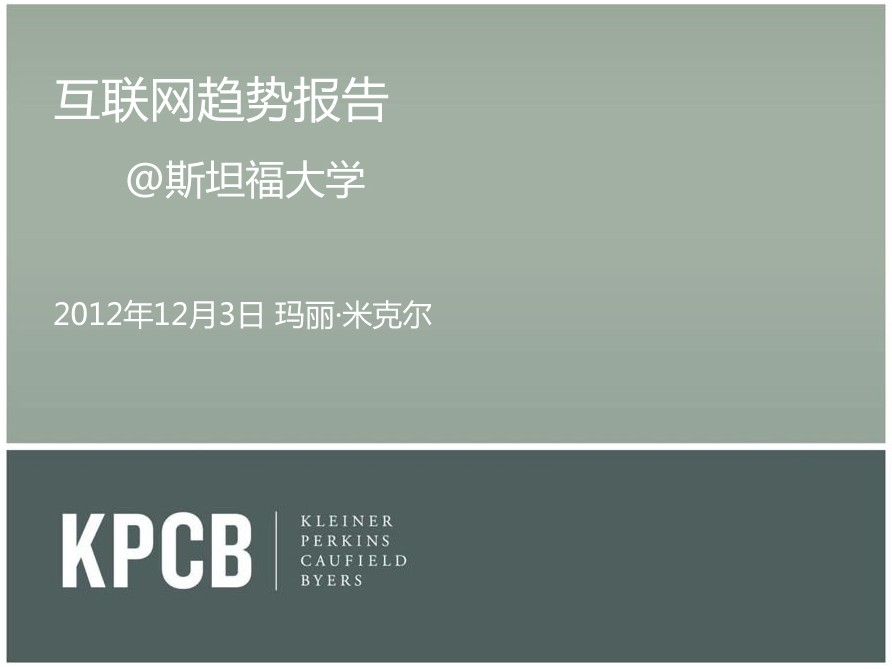 互联网趋势报告
@斯坦福大学
2012年12月3日 玛丽·米克尔
KPCB
KLEINER
PERKINS
CAUFIELD
BYERS